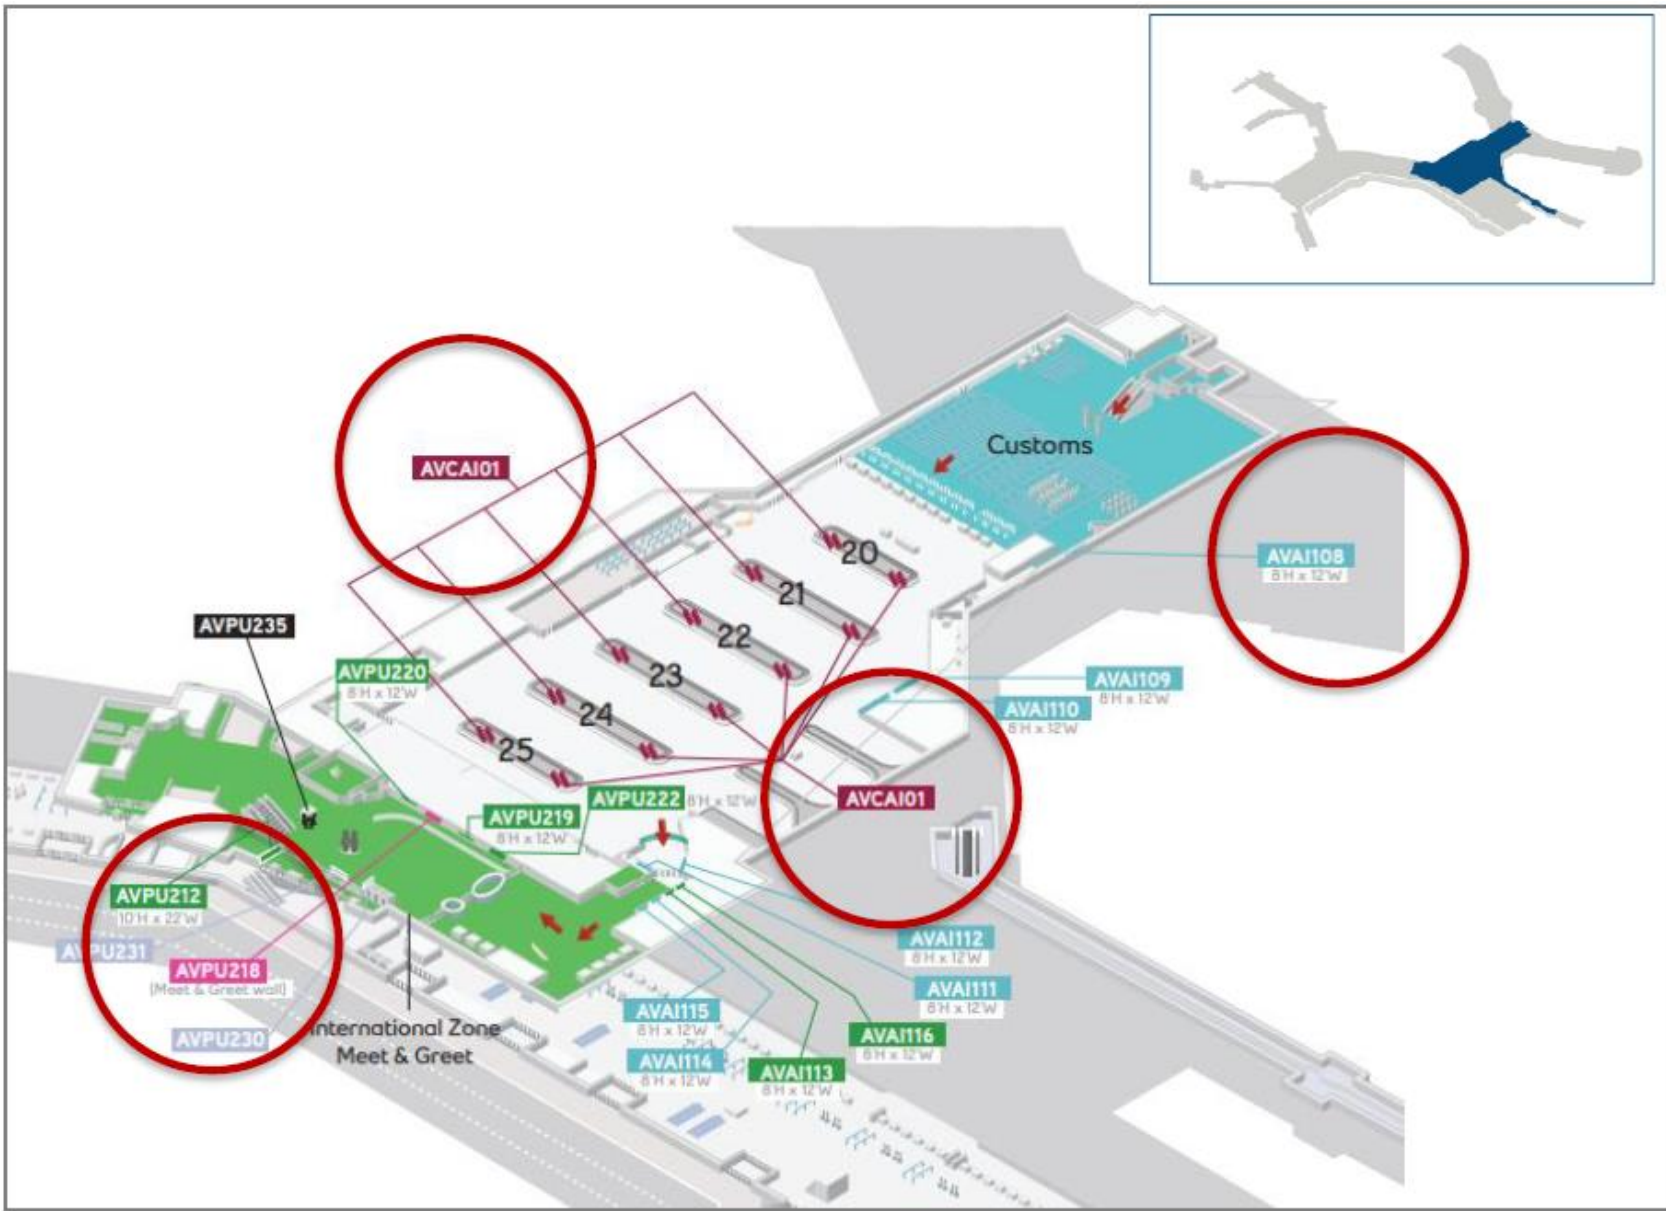 Customs
AVCAI01
20
AVAI108
8'H x 12'W
21
AVPU235
22
AVPU220
8'H x 12'W
23
AVAI109
8'H x 12'W
AVAI110
8'H x 12'W
24
25
AVPU222
8'H x 12'W
AVCAI01
AVPU219
8'H x 12'W
AVPU212
10'H x 22'W
AVPU231
AVPU218
(Meet & Greet wall)
AVPU230
International Zone
Meet & Greet
AVAI112
8'H x 12'W
AVAI111
8'H x 12'W
AVAI115
8'H x 12'W
AVAI116
8'H x 12'W
AVAI114
8'H x 12'W
AVAI113
8'H x 12'W